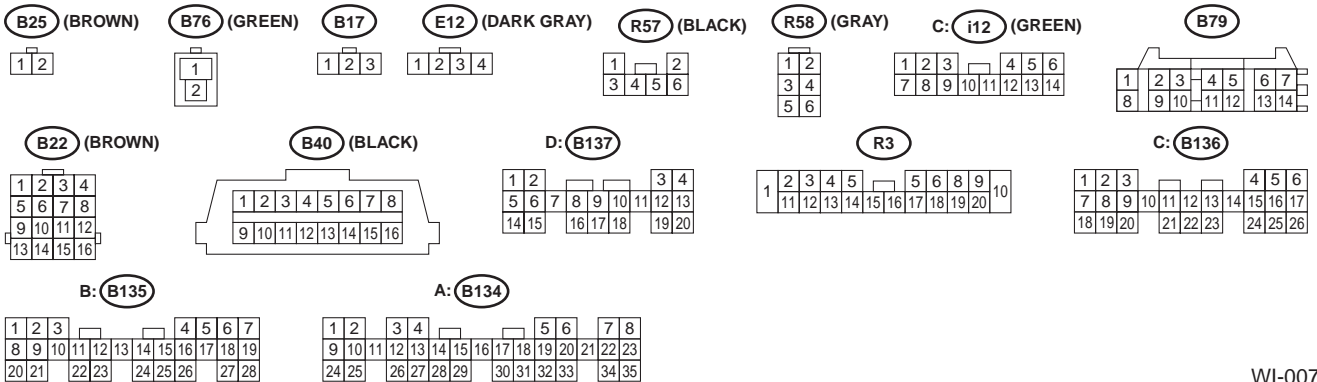 B25 (BROWN) B76 (GREEN) B17 E12 (DARK GRAY) R57 (BLACK) R58 (GRAY) C: i12 (GREEN) B79
1 2
1
2
1 2 3
1 2 3 4
1 2
3 4 5 6
1 2
3 4
5 6
1 2 3 4 5 6
7 8 9 10 11 12 13 14
1 2 3 4 5 6 7
8 9 10 11 12 13 14
B22 (BROWN) B40 (BLACK) D: B137 R3 C: B136
1 2 3 4
5 6 7 8
9 10 11 12
13 14 15 16
1 2 3 4 5 6 7 8
9 10 11 12 13 14 15 16
1 2 3 4
5 6 7 8 9 10 11 12 13
14 15 16 17 18 19 20
1 2 3 4 5 5 6 8 9 10
11 12 13 14 15 16 17 18 19 20
1 2 3 4 5 6
7 8 9 10 11 12 13 14 15 16 17
18 19 20 21 22 23 24 25 26
B: B135 A: B134
1 2 3 4 5 6 7
8 9 10 11 12 13 14 15 16 17 18 19
20 21 22 23 24 25 26 27 28
1 2 3 4 5 6 7 8
9 10 11 12 13 14 15 16 17 18 19 20 21 22 23
24 25 26 27 28 29 30 31 32 33 34 35
WI-007